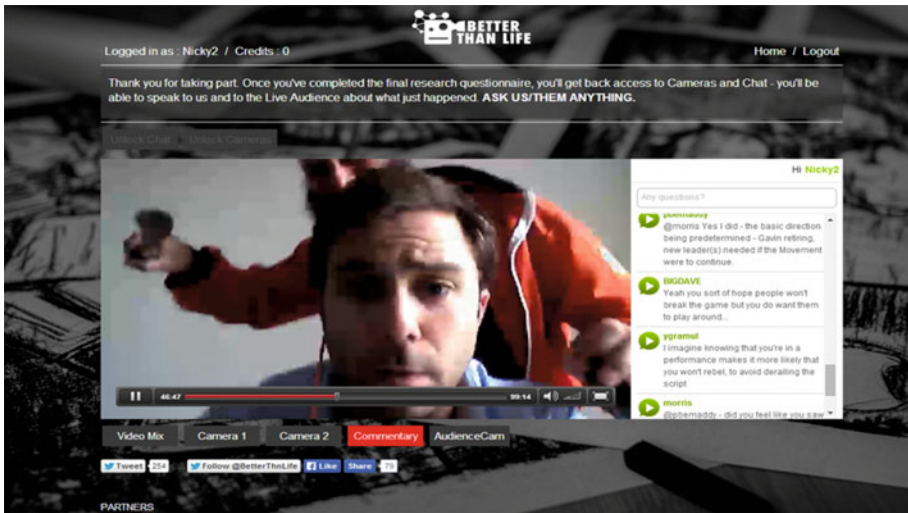 BETTER
THAN LIFE
Logged in as : Nicky2 / Credits : 0
Home / Logout
Thank you for taking part. Once you've completed the final research questionnaire, you'll get back access to Cameras and Chat - you'll be
able to speak to us and to the Live Audience about what just happened. ASK US/THEM ANYTHING.
Unlock Chat
Unlock Cameras
Hi Nicky2
Any questions?
pbemaddy
@morris Yes I did - the basic direction
being predetermined - Gavin retiring,
new leader(s) needed if the Movement
were to continue.
BIGDAVE
Yeah you sort of hope people won't
break the game but you do want them
to play around...
ygramul
I imagine knowing that you're in a
performance makes it more likely that
you won't rebel, to avoid derailing the
script
morris
@pbemaddy - did you feel like you saw
46:47
99:14
Video Mix
Camera 1
Camera 2
Commentary
AudienceCam
Tweet 254
Follow @BetterThnLife
Like
Share 79
PARTNERS